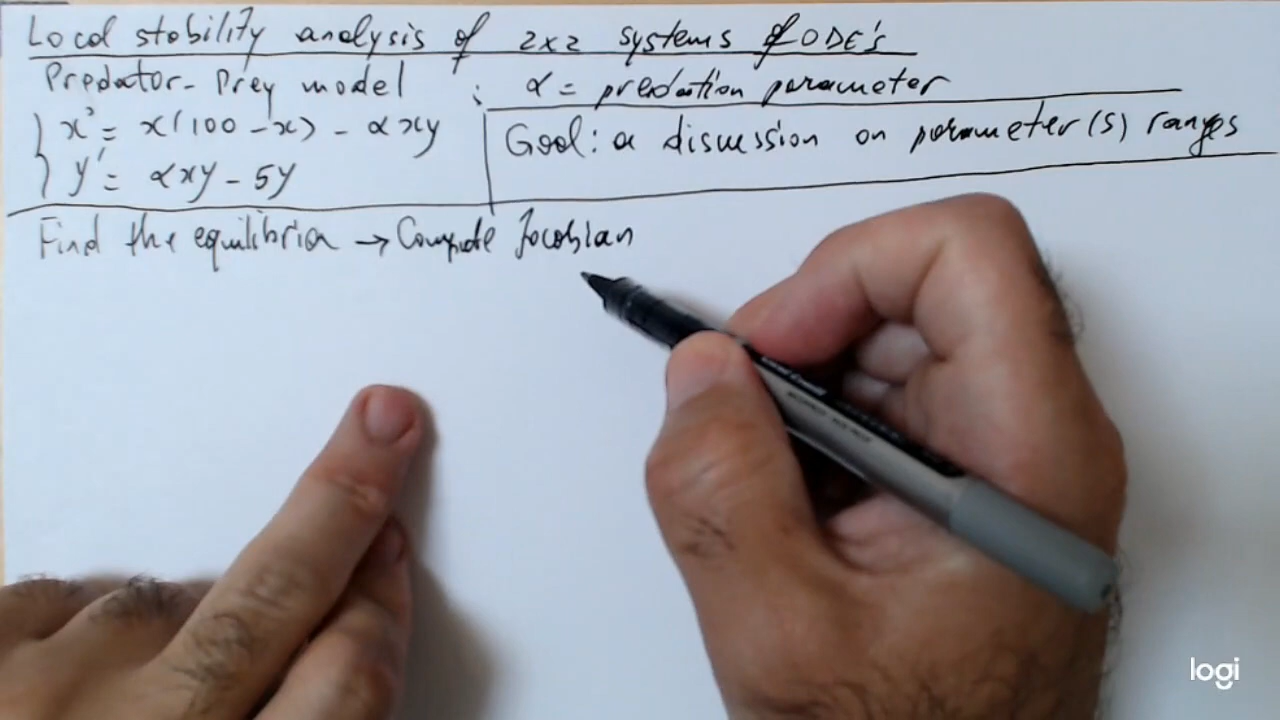 Local stability analysis of 2x2 systems of ODE's
Predator-Prey model ; α = predation parameter
x' = x(100 - x) - αxy
y' = αxy - 5y
Goal: a discussion on parameter(s) ranges
Find the equilibria → Compute Jacobian
logi